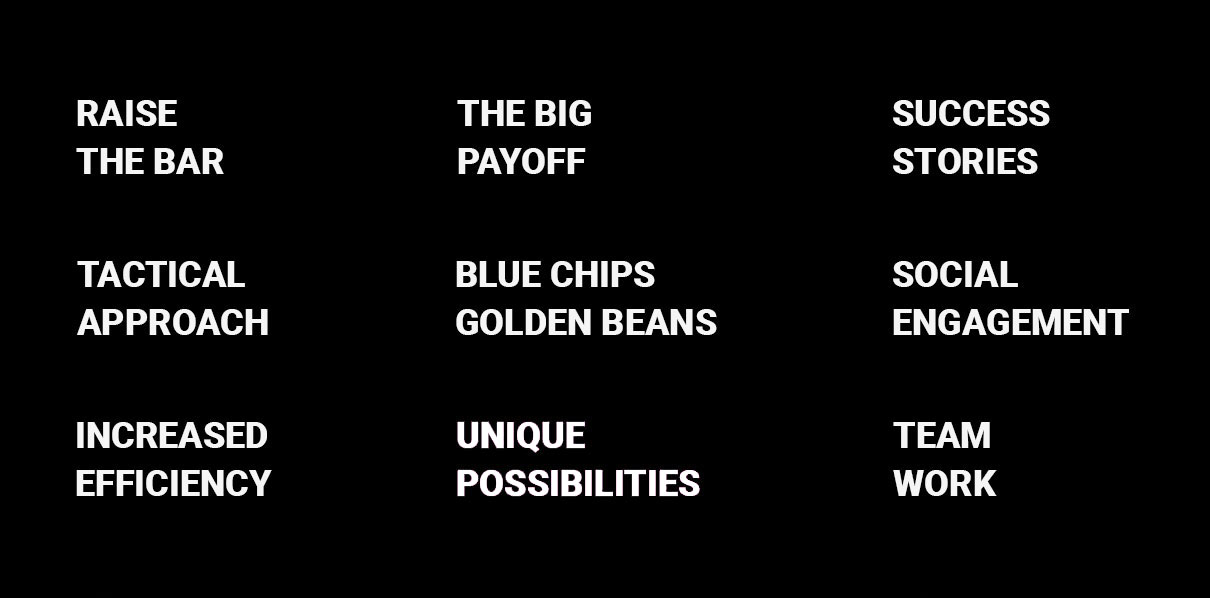 RAISE
THE BAR
THE BIG
PAYOFF
SUCCESS
STORIES
TACTICAL
APPROACH
BLUE CHIPS
GOLDEN BEANS
SOCIAL
ENGAGEMENT
INCREASED
EFFICIENCY
UNIQUE
POSSIBILITIES
TEAM
WORK